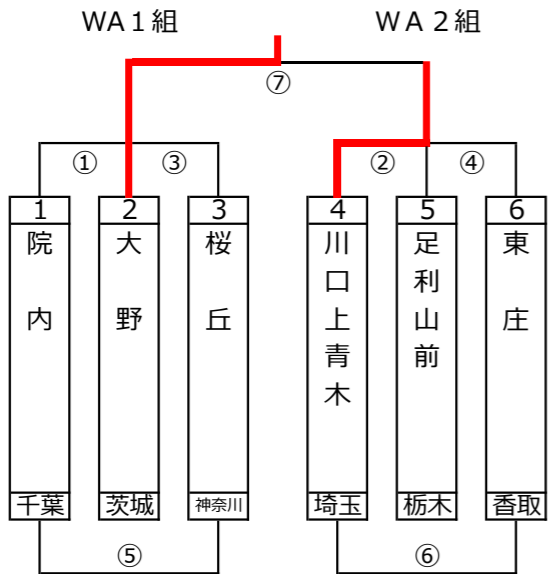 WA１組 ＷＡ２組
⑦
① ③ ② ④
1 2 3 4 5 6
院内
大野
桜丘
川口上青木
足利山前
東庄
千葉 茨城 神奈川 埼玉 栃木 香取
⑤ ⑥